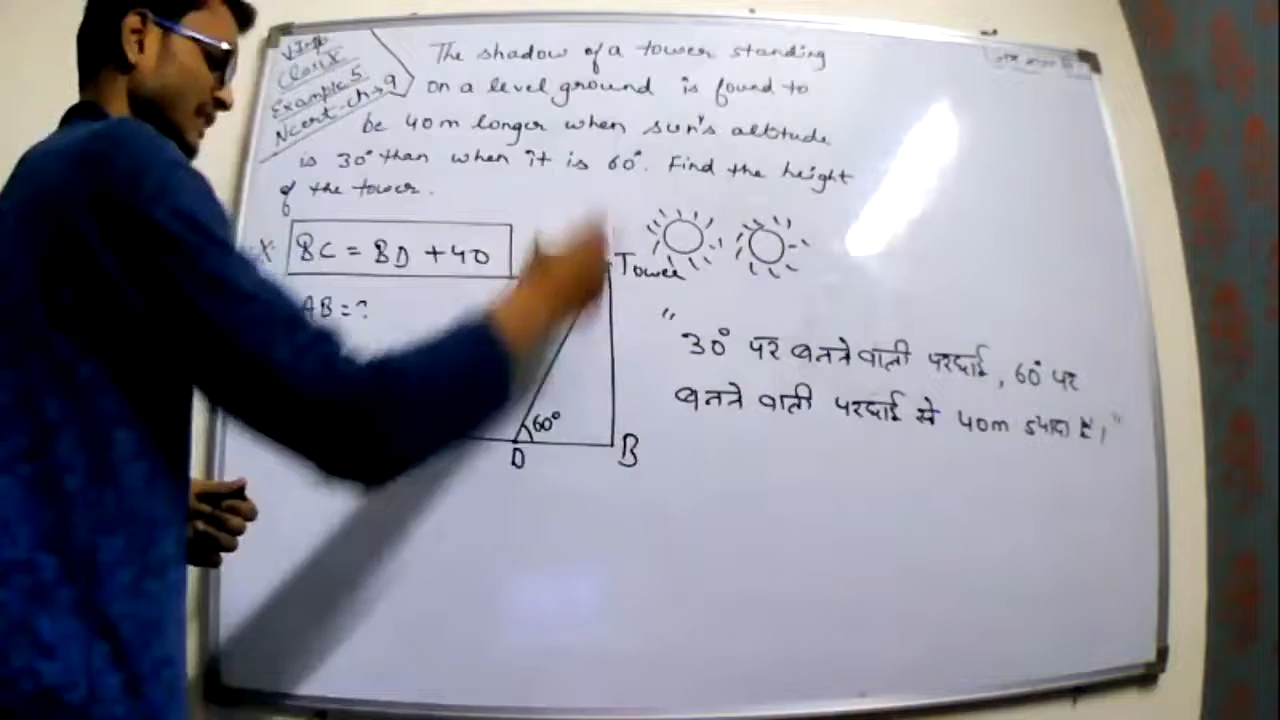 V.Imp
Class X
Example.5
Ncert-ch→9
The shadow of a tower standing
on a level ground is found to
be 40m longer when sun's altitude
is 30° than when it is 60°. Find the height
of the tower.
BC = BD + 40
AB = ?
Tower
60°
D
B
"30° पर बनने वाली परछाई, 60° पर
बनने वाली परछाई से 40m ज्यादा है।"